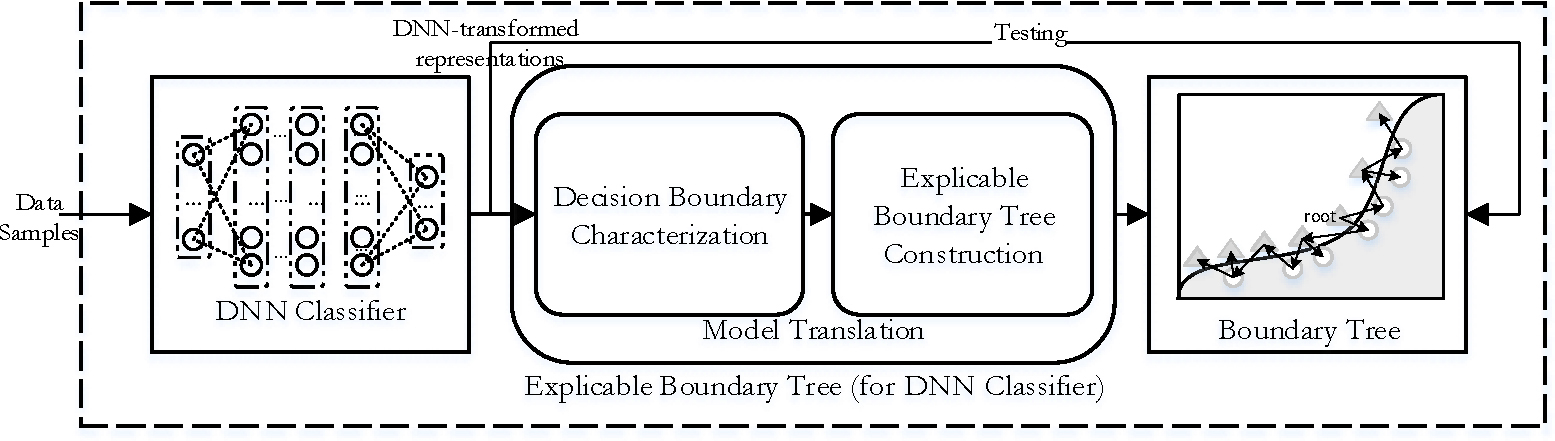 DNN-transformed
representations
Testing
Data
Samples
Decision Boundary
Characterization
Explicable
Boundary Tree
Construction
root
DNN Classifier
Model Translation
Boundary Tree
Explicable Boundary Tree (for DNN Classifier)